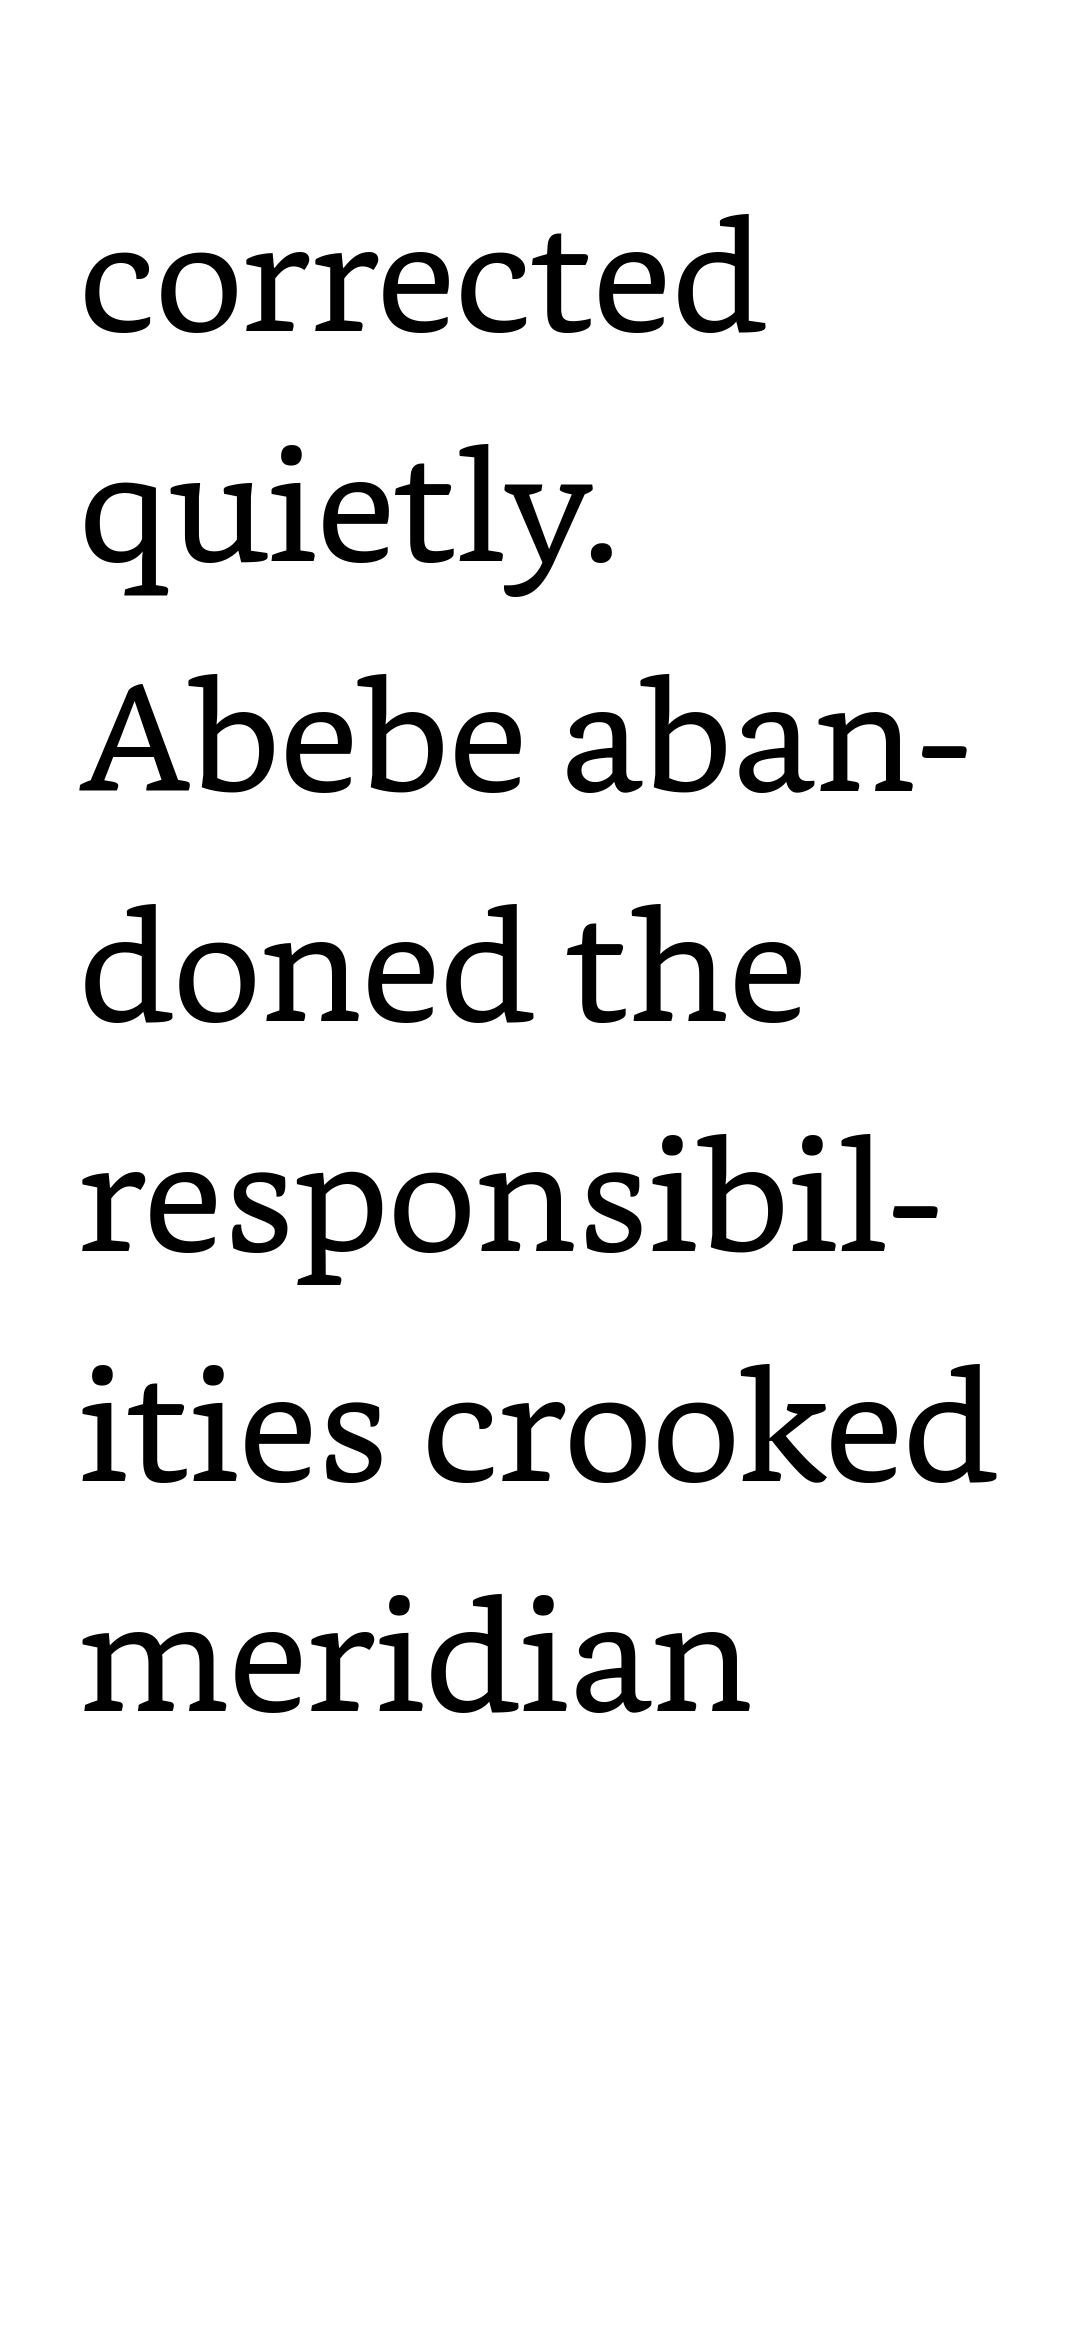 corrected
quietly.
Abebe aban-
doned the
responsibil-
ities crooked
meridian